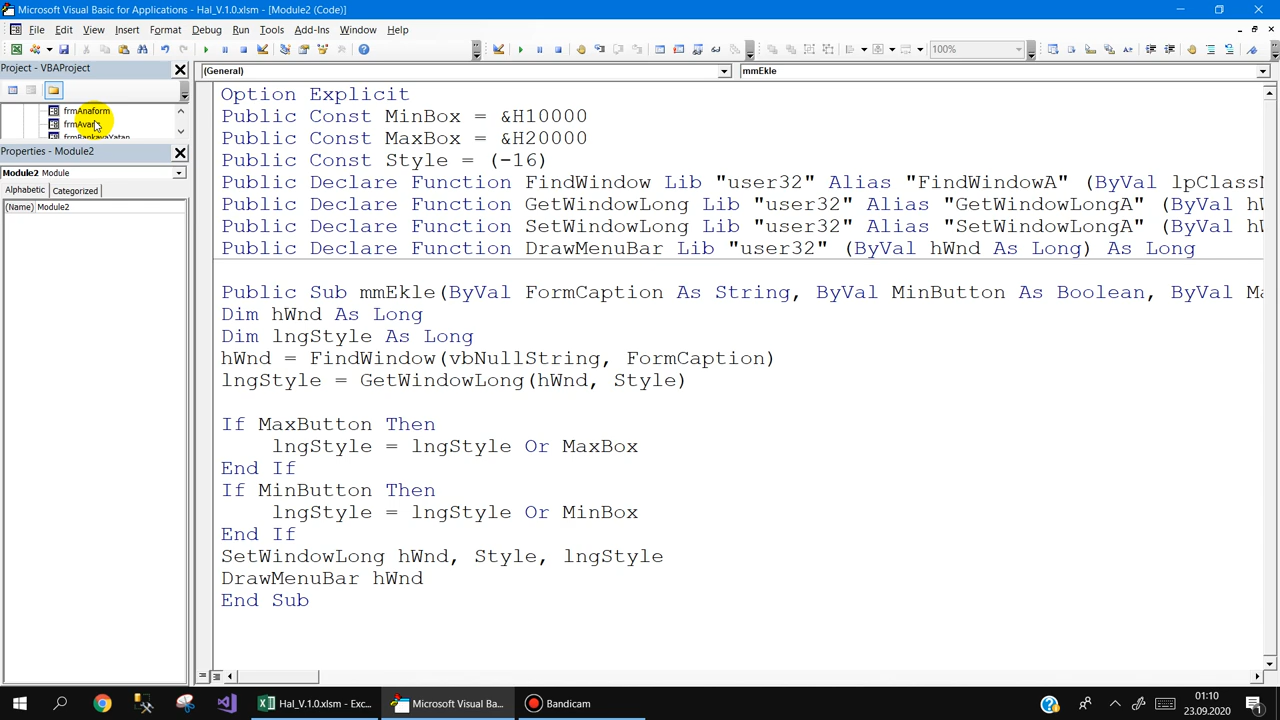 Microsoft Visual Basic for Applications - Hal_V.1.0.xlsm - [Module2 (Code)]
File Edit View Insert Format Debug Run Tools Add-Ins Window Help
100%
Project - VBAProject
(General) mmEkle
frmAnaform
frmAvans
frmBankayaYatan
Properties - Module2
Module2 Module
Alphabetic Categorized
(Name) Module2
Option Explicit
Public Const MinBox = &H10000
Public Const MaxBox = &H20000
Public Const Style = (-16)
Public Declare Function FindWindow Lib "user32" Alias "FindWindowA" (ByVal lpClassN
Public Declare Function GetWindowLong Lib "user32" Alias "GetWindowLongA" (ByVal hW
Public Declare Function SetWindowLong Lib "user32" Alias "SetWindowLongA" (ByVal hW
Public Declare Function DrawMenuBar Lib "user32" (ByVal hWnd As Long) As Long
Public Sub mmEkle(ByVal FormCaption As String, ByVal MinButton As Boolean, ByVal Ma
Dim hWnd As Long
Dim lngStyle As Long
hWnd = FindWindow(vbNullString, FormCaption)
lngStyle = GetWindowLong(hWnd, Style)
If MaxButton Then
lngStyle = lngStyle Or MaxBox
End If
If MinButton Then
lngStyle = lngStyle Or MinBox
End If
SetWindowLong hWnd, Style, lngStyle
DrawMenuBar hWnd
End Sub
Hal_V.1.0.xlsm - Exc...
Microsoft Visual Ba...
Bandicam
01:10
23.09.2020
1